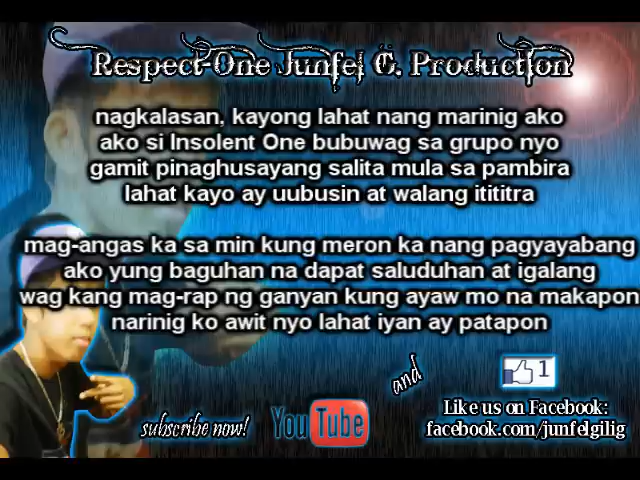 Respect-One Junfel G. Production
nagkalasan, kayong lahat nang marinig ako
ako si Insolent One bubuwag sa grupo nyo
gamit pinaghusayang salita mula sa pambira
lahat kayo ay uubusin at walang itititra
mag-angas ka sa min kung meron ka nang pagyayabang
ako yung baguhan na dapat saluduhan at igalang
wag kang mag-rap ng ganyan kung ayaw mo na makapon
narinig ko awit nyo lahat iyan ay patapon
subscribe now!
YouTube
and
1
Like us on Facebook:
facebook.com/junfelgilig